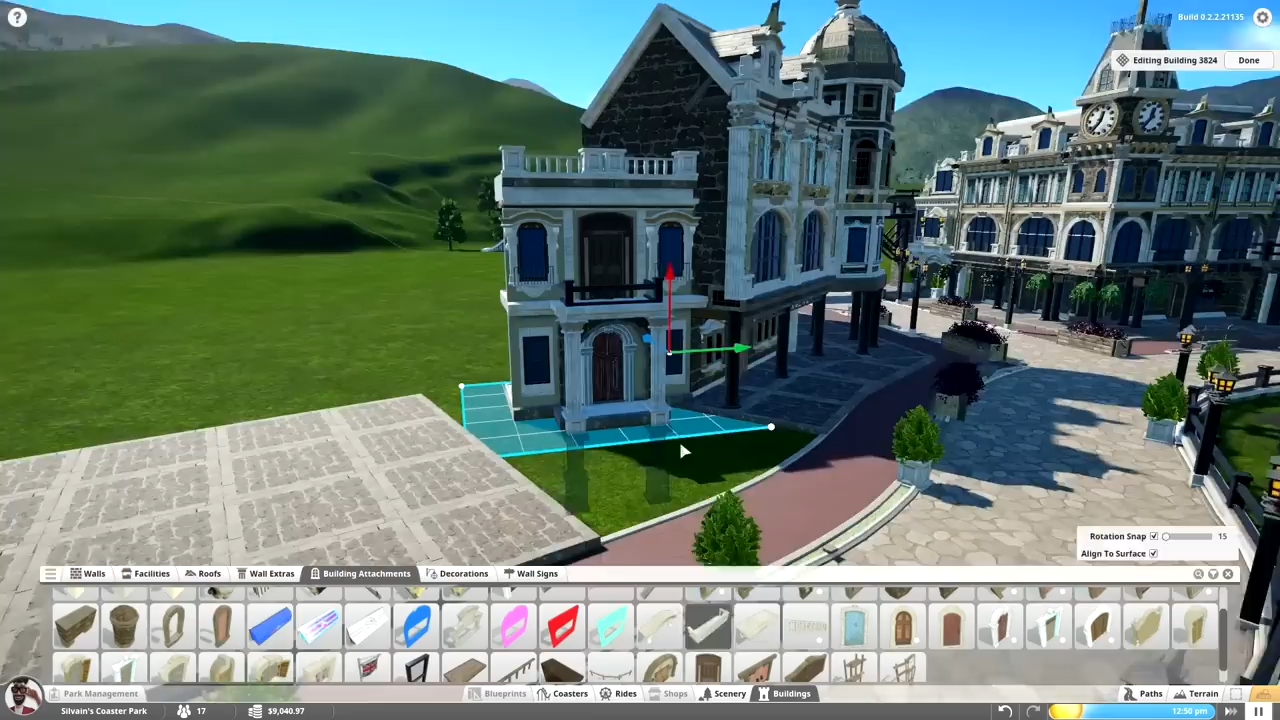 ?
Build 0.2.2.21135
Editing Building 3824
Done
Rotation Snap
15
Align To Surface
Walls
Facilities
Roofs
Wall Extras
Building Attachments
Decorations
Wall Signs
Park Management
Blueprints
Coasters
Rides
Shops
Scenery
Buildings
Paths
Terrain
Silvain's Coaster Park
17
$9,040.97
12:50 pm